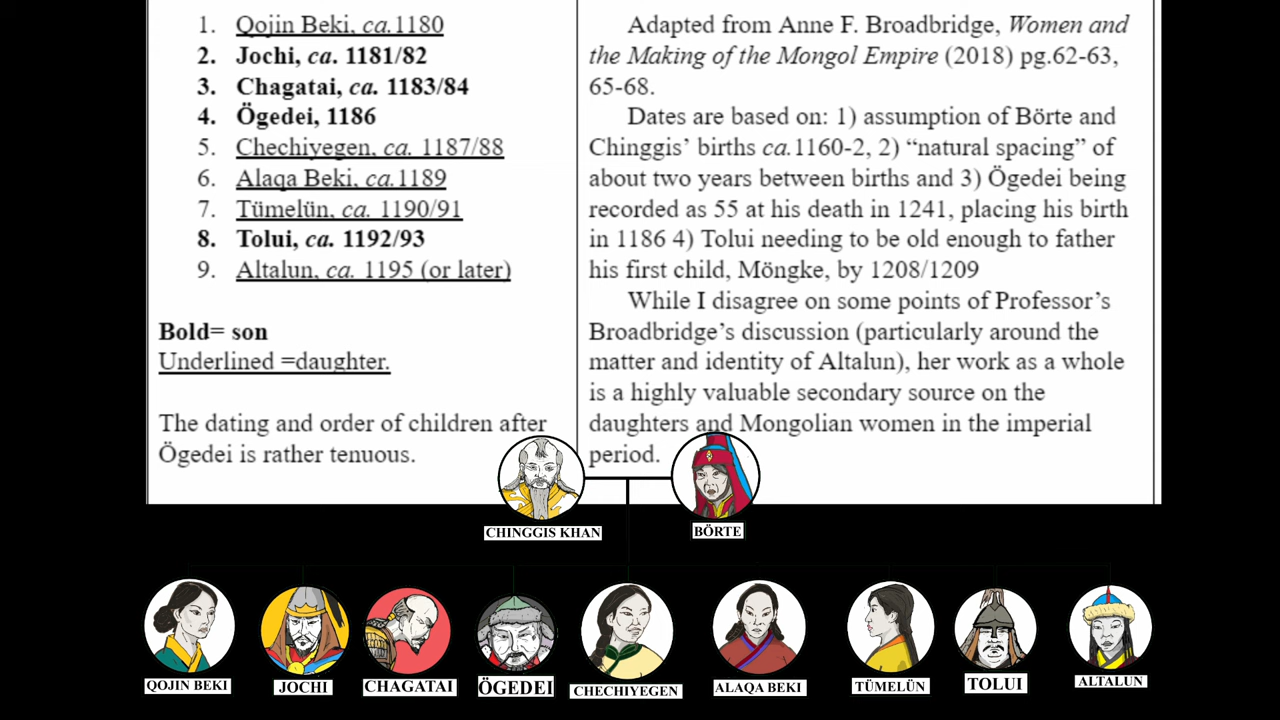 1. Qojin Beki, ca.1180
2. Jochi, ca. 1181/82
3. Chagatai, ca. 1183/84
4. Ögedei, 1186
5. Chechiyegen, ca. 1187/88
6. Alaqa Beki, ca.1189
7. Tümelün, ca. 1190/91
8. Tolui, ca. 1192/93
9. Altalun, ca. 1195 (or later)
Bold= son
Underlined =daughter.
The dating and order of children after
Ögedei is rather tenuous.
Adapted from Anne F. Broadbridge, Women and
the Making of the Mongol Empire (2018) pg.62-63,
65-68.
Dates are based on: 1) assumption of Börte and
Chinggis’ births ca.1160-2, 2) “natural spacing” of
about two years between births and 3) Ögedei being
recorded as 55 at his death in 1241, placing his birth
in 1186 4) Tolui needing to be old enough to father
his first child, Möngke, by 1208/1209
While I disagree on some points of Professor’s
Broadbridge’s discussion (particularly around the
matter and identity of Altalun), her work as a whole
is a highly valuable secondary source on the
daughters and Mongolian women in the imperial
period.
CHINGGIS KHAN
BÖRTE
QOJIN BEKI
JOCHI
CHAGATAI
ÖGEDEI
CHECHIYEGEN
ALAQA BEKI
TÜMELÜN
TOLUI
ALTALUN